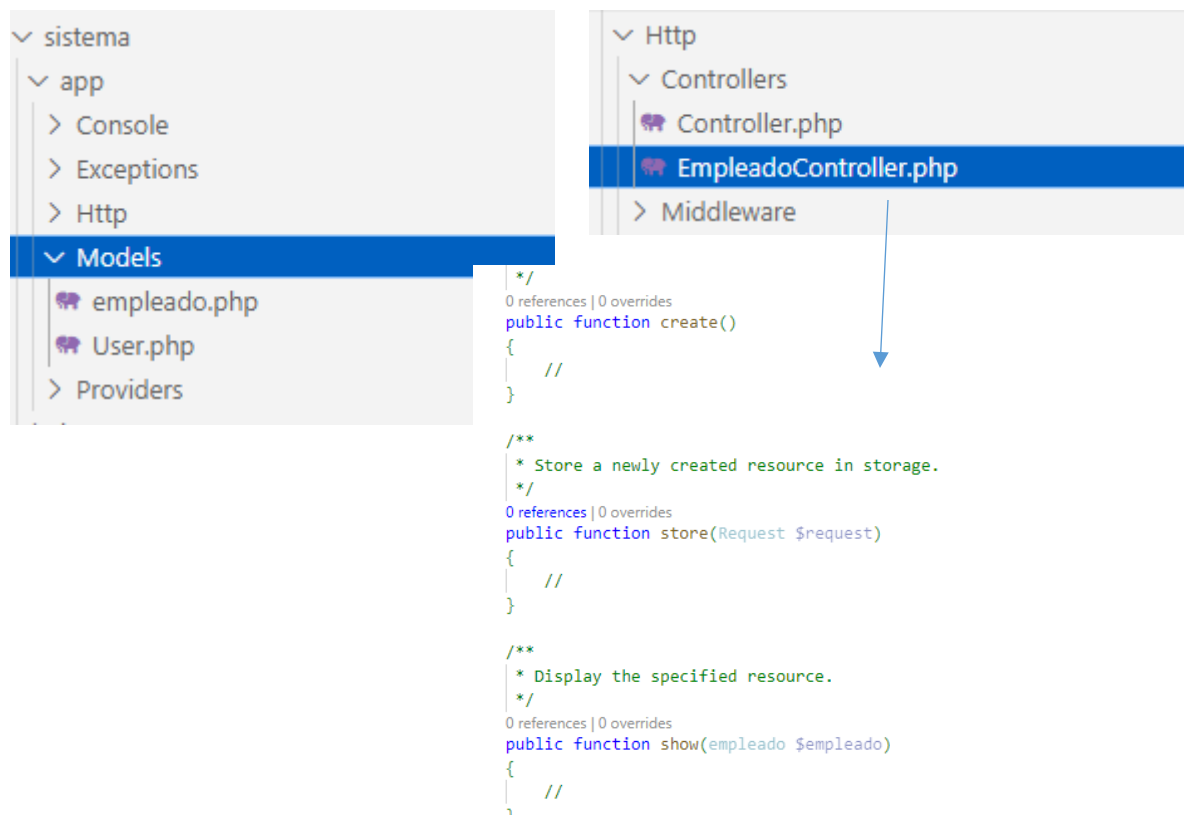 sistema
app
Console
Exceptions
Http
Models
empleado.php
User.php
Providers
Http
Controllers
Controller.php
EmpleadoController.php
Middleware
*/
0 references | 0 overrides
public function create()
{
//
}
/**
* Store a newly created resource in storage.
*/
0 references | 0 overrides
public function store(Request $request)
{
//
}
/**
* Display the specified resource.
*/
0 references | 0 overrides
public function show(empleado $empleado)
{
//
}